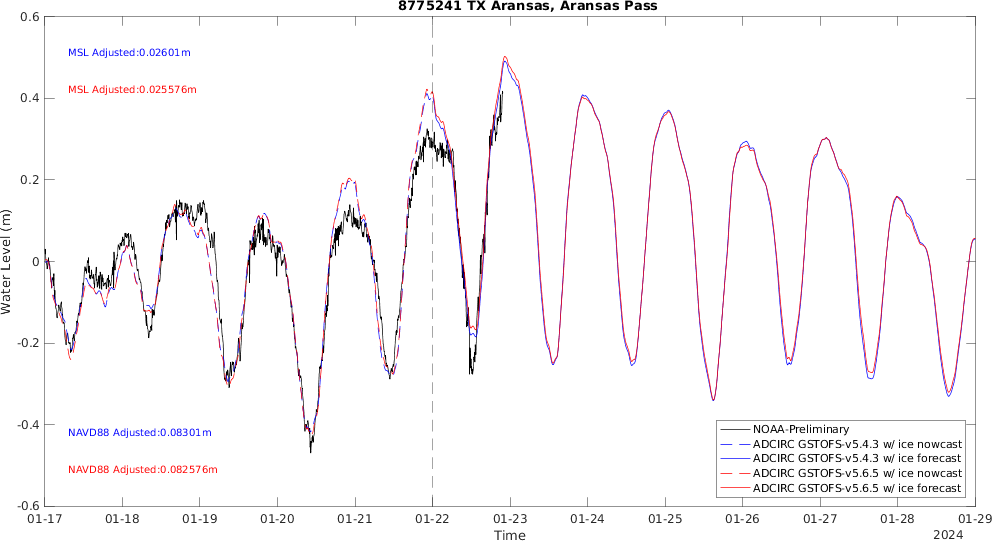 8775241 TX Aransas, Aransas Pass
0.6
0.4
0.2
0
-0.2
-0.4
-0.6
Water Level (m)
MSL Adjusted:0.02601m
MSL Adjusted:0.025576m
NAVD88 Adjusted:0.08301m
NAVD88 Adjusted:0.082576m
NOAA-Preliminary
ADCIRC GSTOFS-v5.4.3 w/ ice nowcast
ADCIRC GSTOFS-v5.4.3 w/ ice forecast
ADCIRC GSTOFS-v5.6.5 w/ ice nowcast
ADCIRC GSTOFS-v5.6.5 w/ ice forecast
01-17 01-18 01-19 01-20 01-21 01-22 01-23 01-24 01-25 01-26 01-27 01-28 01-29
Time
2024